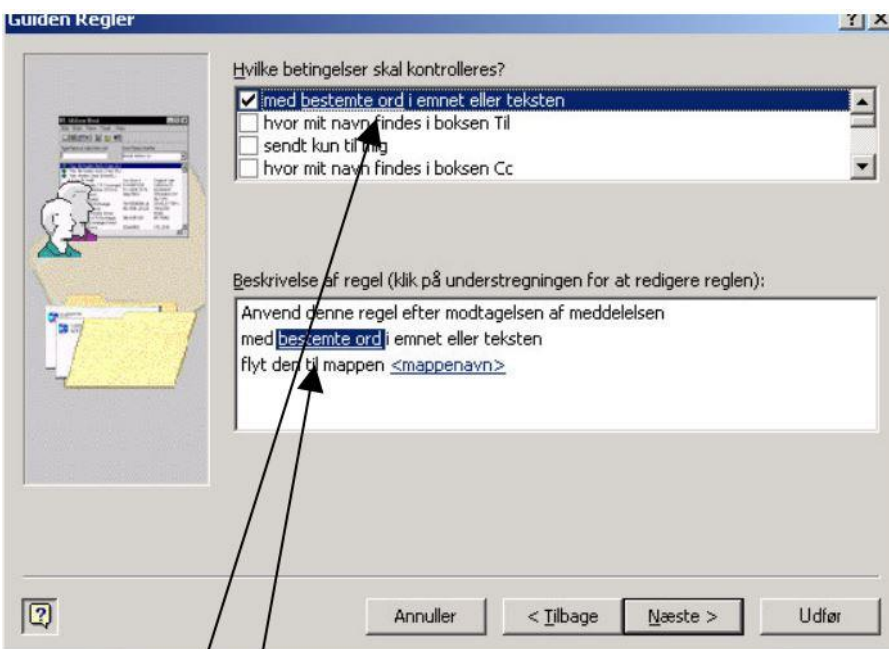 Guiden Regler
Hvilke betingelser skal kontrolleres?
med bestemte ord i emnet eller teksten
hvor mit navn findes i boksen Til
sendt kun til mig
hvor mit navn findes i boksen Cc
Beskrivelse af regel (klik på understregningen for at redigere reglen):
Anvend denne regel efter modtagelsen af meddelelsen
med bestemte ord i emnet eller teksten
flyt den til mappen <mappenavn>
Annuller
< Tilbage
Næste >
Udfør